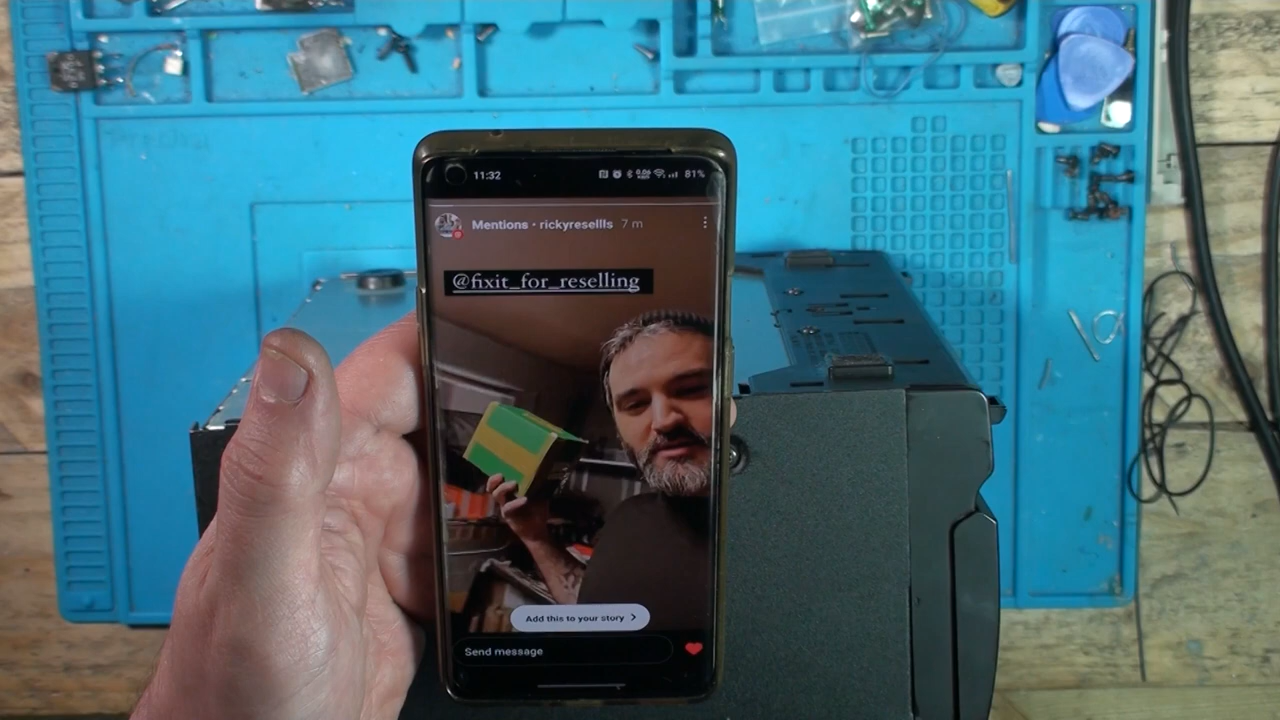 11:32 81%
Mentions • rickyresellls 7 m
@fixit_for_reselling
Add this to your story
Send message